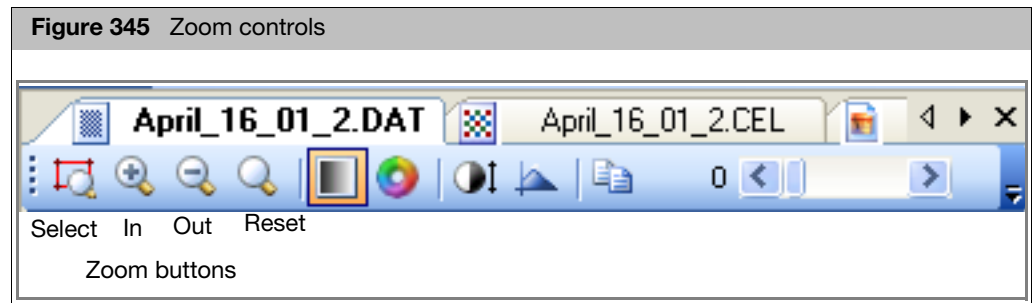 Figure 345 Zoom controls
April_16_01_2.DAT April_16_01_2.CEL
0
Select In Out Reset
Zoom buttons